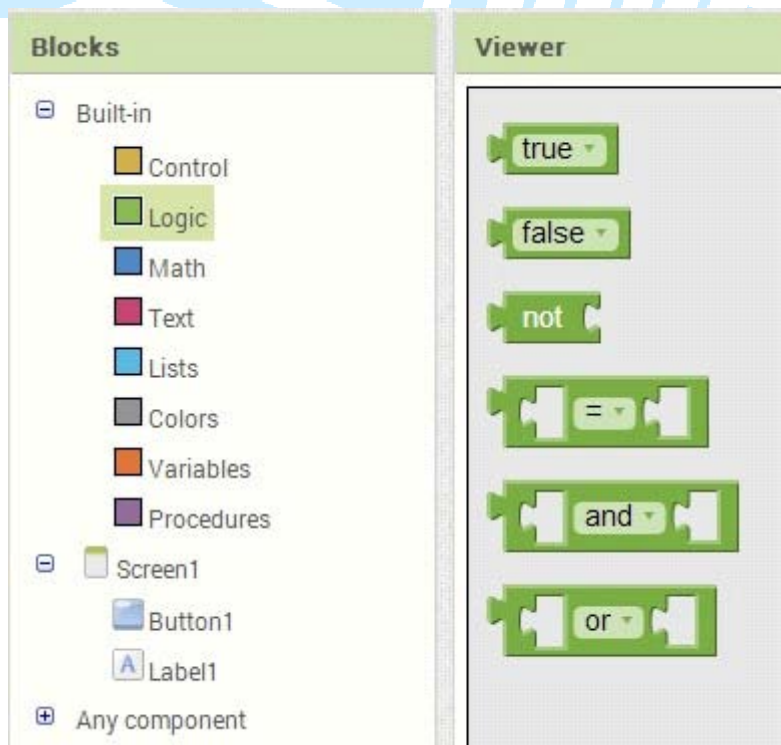 Blocks
Built-in
Control
Logic
Math
Text
Lists
Colors
Variables
Procedures
Screen1
Button1
A Label1
Any component
Viewer
true
false
not
=
and
or